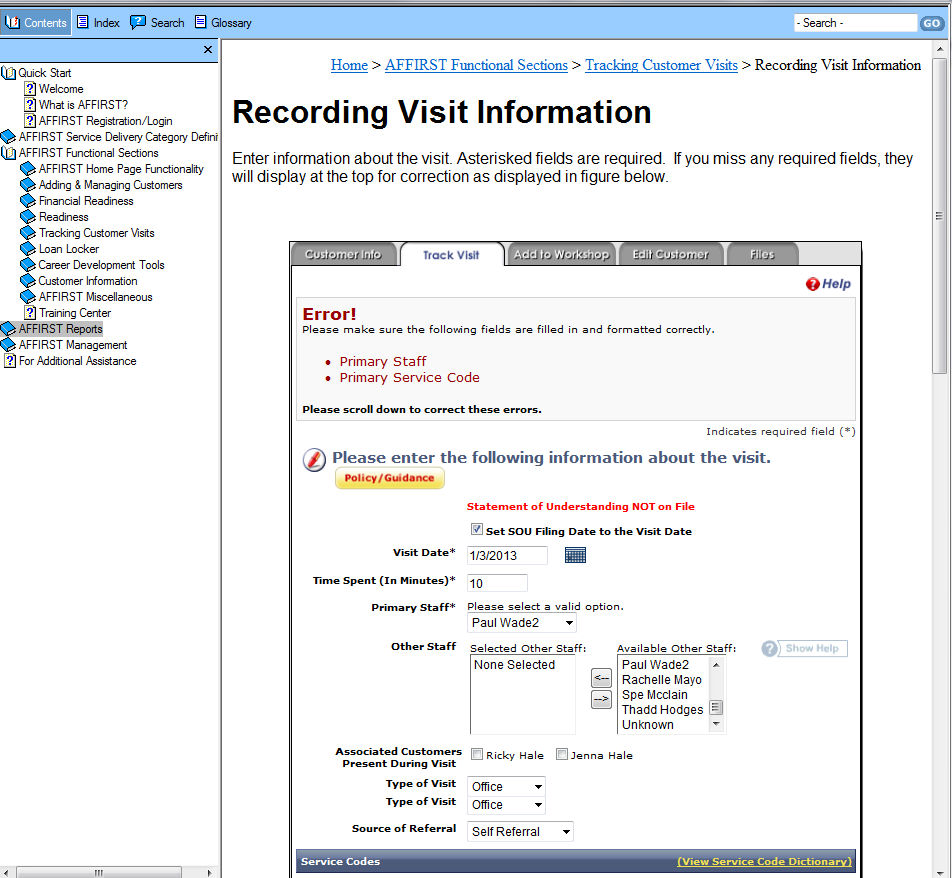 Contents Index Search Glossary - Search - GO
Quick Start
Welcome
What is AFFIRST?
AFFIRST Registration/Login
AFFIRST Service Delivery Category Defini
AFFIRST Functional Sections
AFFIRST Home Page Functionality
Adding & Managing Customers
Financial Readiness
Readiness
Tracking Customer Visits
Loan Locker
Career Development Tools
Customer Information
AFFIRST Miscellaneous
Training Center
AFFIRST Reports
AFFIRST Management
For Additional Assistance
Home > AFFIRST Functional Sections > Tracking Customer Visits > Recording Visit Information
Recording Visit Information
Enter information about the visit. Asterisked fields are required. If you miss any required fields, they
will display at the top for correction as displayed in figure below.
Customer Info Track Visit Add to Workshop Edit Customer Files
Help
Error!
Please make sure the following fields are filled in and formatted correctly.
• Primary Staff
• Primary Service Code
Please scroll down to correct these errors.
Indicates required field (*)
Please enter the following information about the visit.
Policy/Guidance
Statement of Understanding NOT on File
Set SOU Filing Date to the Visit Date
Visit Date* 1/3/2013
Time Spent (In Minutes)* 10
Primary Staff* Please select a valid option.
Paul Wade2
Other Staff Selected Other Staff: Available Other Staff: Show Help
None Selected Paul Wade2
<-- Rachelle Mayo
Spe Mcclain
--> Thadd Hodges
Unknown
Associated Customers Ricky Hale Jenna Hale
Present During Visit
Type of Visit Office
Type of Visit Office
Source of Referral Self Referral
Service Codes (View Service Code Dictionary)